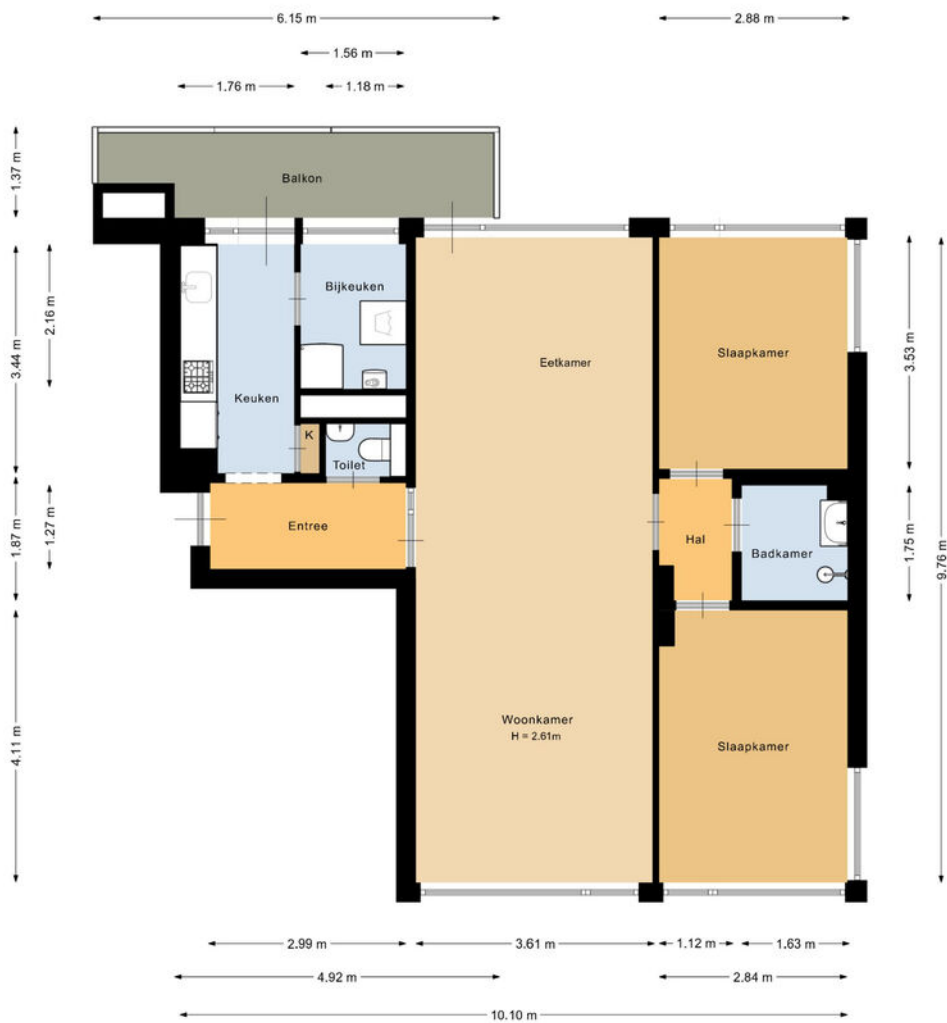 6.15 m
2.88 m
1.56 m
1.76 m
1.18 m
1.37 m
Balkon
3.44 m
2.16 m
Bijkeuken
Eetkamer
Slaapkamer
3.53 m
Keuken
K
Toilet
1.87 m
1.27 m
Entree
Hal
Badkamer
1.75 m
9.76 m
4.11 m
Woonkamer
H = 2.61m
Slaapkamer
2.99 m
3.61 m
1.12 m
1.63 m
4.92 m
2.84 m
10.10 m